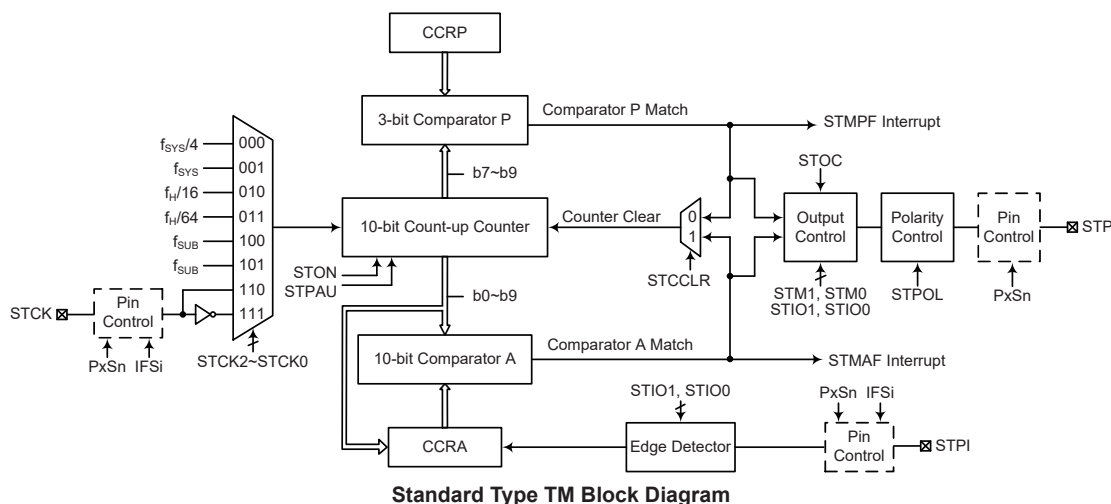 CCRP
3-bit Comparator P
Comparator P Match
STMPF Interrupt
b7~b9
fSYS/4
000
fSYS
001
fH/16
010
fH/64
011
fSUB
100
fSUB
101
110
111
STCK
Pin
Control
PxSn
IFSi
STCK2~STCK0
10-bit Count-up Counter
STON
STPAU
Counter Clear
0
1
STCCLR
STOC
Output
Control
STM1, STM0
STIO1, STIO0
Polarity
Control
STPOL
Pin
Control
PxSn
STP
b0~b9
10-bit Comparator A
Comparator A Match
STMAF Interrupt
CCRA
STIO1, STIO0
Edge Detector
PxSn
IFSi
Pin
Control
STPI
Standard Type TM Block Diagram